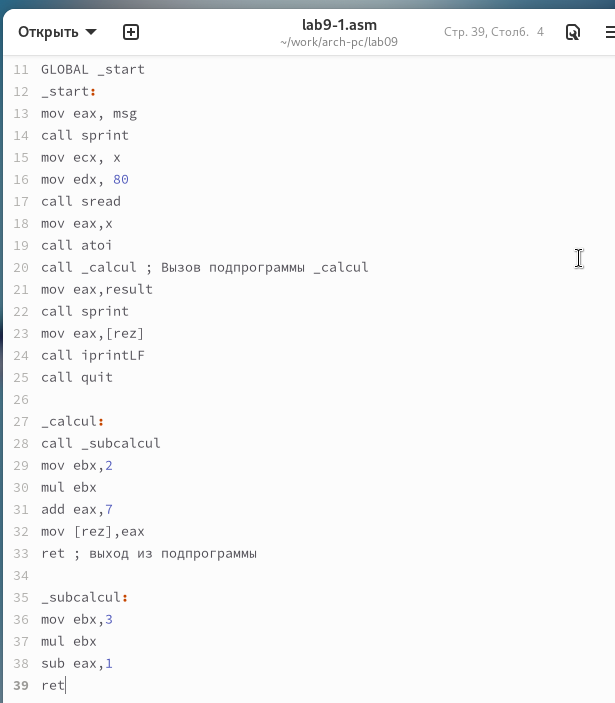 Открыть
lab9-1.asm
~/work/arch-pc/lab09
Стр. 39, Столб. 4
11 GLOBAL _start
12 _start:
13 mov eax, msg
14 call sprint
15 mov ecx, x
16 mov edx, 80
17 call sread
18 mov eax,x
19 call atoi
20 call _calcul ; Вызов подпрограммы _calcul
21 mov eax,result
22 call sprint
23 mov eax,[rez]
24 call iprintLF
25 call quit
26
27 _calcul:
28 call _subcalcul
29 mov ebx,2
30 mul ebx
31 add eax,7
32 mov [rez],eax
33 ret ; выход из подпрограммы
34
35 _subcalcul:
36 mov ebx,3
37 mul ebx
38 sub eax,1
39 ret